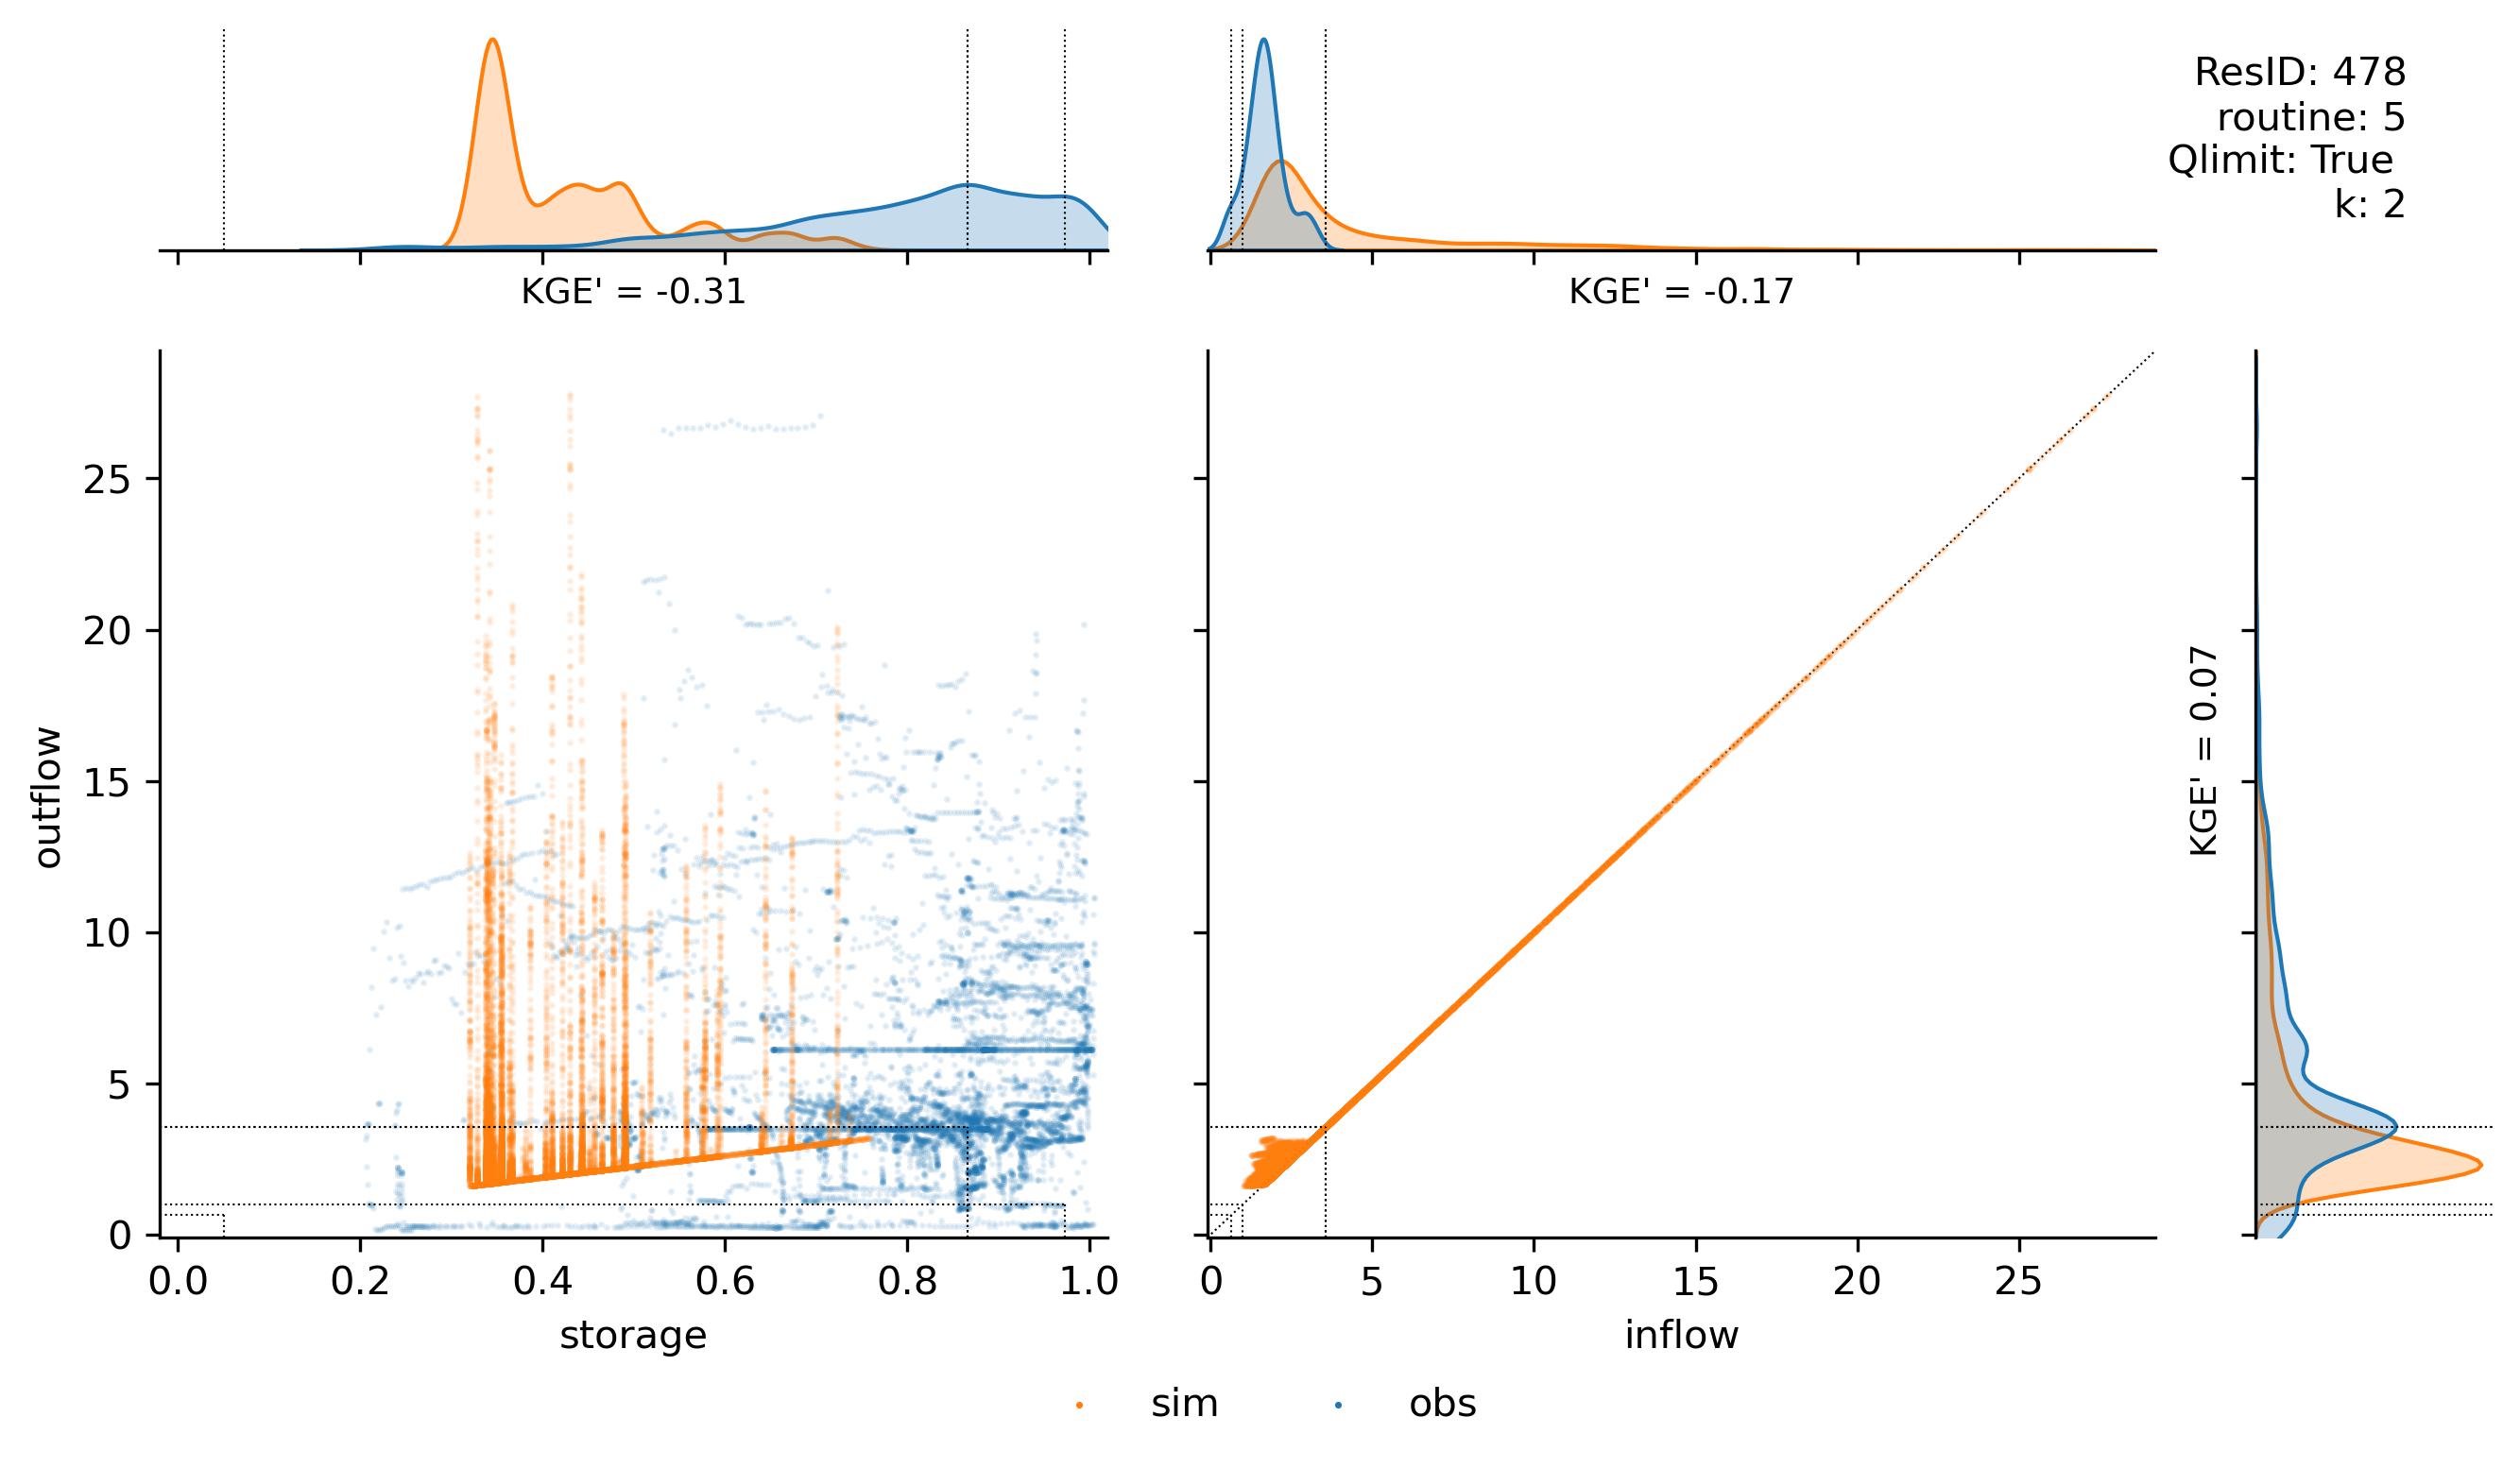 ResID: 478
routine: 5
Qlimit: True
k: 2
KGE' = -0.31
KGE' = -0.17
outflow
25
20
15
10
5
0
KGE' = 0.07
0.0 0.2 0.4 0.6 0.8 1.0
0 5 10 15 20 25
storage
inflow
sim obs